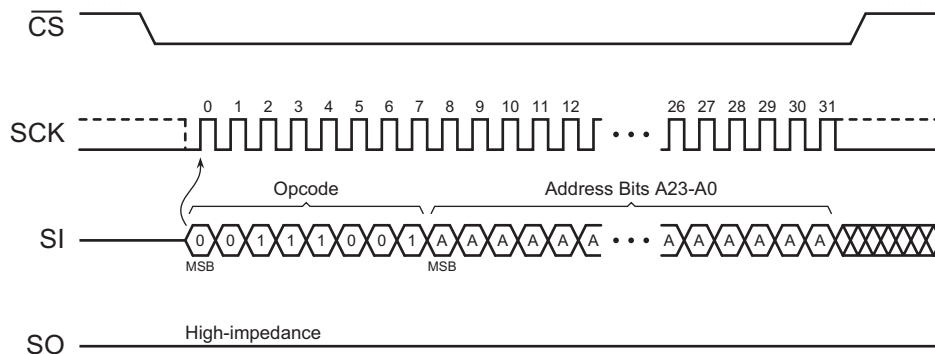 CS
0 1 2 3 4 5 6 7 8 9 10 11 12 26 27 28 29 30 31
SCK
Opcode Address Bits A23-A0
SI 0 0 1 1 1 0 0 1 A A A A A A A A A A A A
MSB MSB
High-impedance
SO